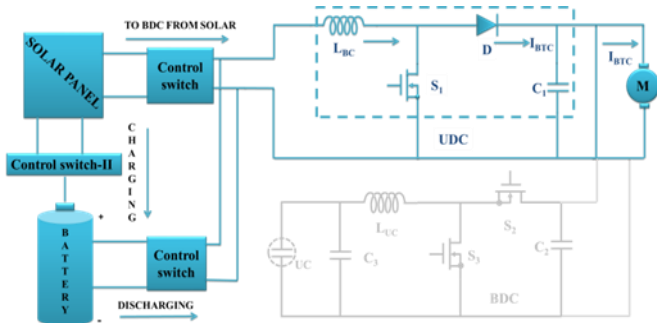 TO BDC FROM SOLAR
SOLAR PANEL
Control
switch
L_BC
S_1
D
I_BTC
C_1
I_BTC
M
UDC
CHARGING
Control switch-II
BATTERY
+
-
Control
switch
DISCHARGING
UC
C_3
L_UC
S_3
S_2
C_2
BDC